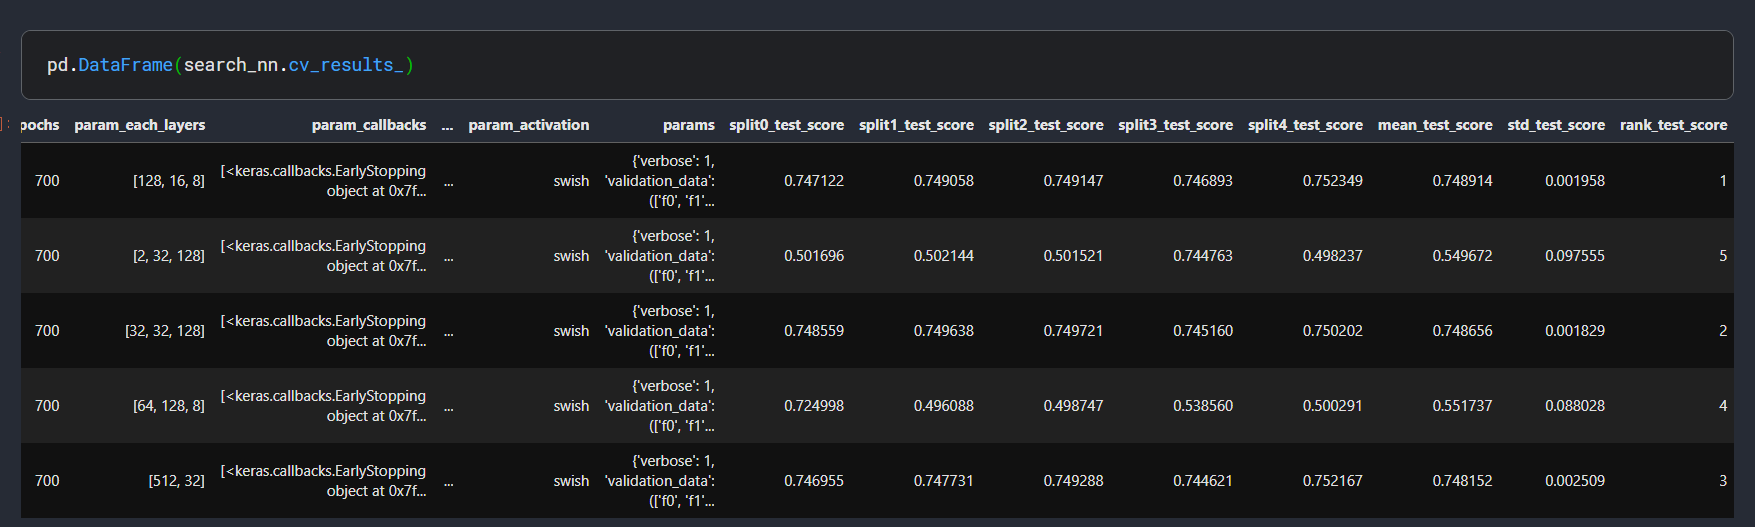 pd.DataFrame(search_nn.cv_results_)
] :
pochs param_each_layers param_callbacks ... param_activation params split0_test_score split1_test_score split2_test_score split3_test_score split4_test_score mean_test_score std_test_score rank_test_score
{'verbose': 1,
700 [128, 16, 8] [<keras.callbacks.EarlyStopping object at 0x7f... ... swish 'validation_data': 0.747122 0.749058 0.749147 0.746893 0.752349 0.748914 0.001958 1
(['f0', 'f1'...
{'verbose': 1,
700 [2, 32, 128] [<keras.callbacks.EarlyStopping object at 0x7f... ... swish 'validation_data': 0.501696 0.502144 0.501521 0.744763 0.498237 0.549672 0.097555 5
(['f0', 'f1'...
{'verbose': 1,
700 [32, 32, 128] [<keras.callbacks.EarlyStopping object at 0x7f... ... swish 'validation_data': 0.748559 0.749638 0.749721 0.745160 0.750202 0.748656 0.001829 2
(['f0', 'f1'...
{'verbose': 1,
700 [64, 128, 8] [<keras.callbacks.EarlyStopping object at 0x7f... ... swish 'validation_data': 0.724998 0.496088 0.498747 0.538560 0.500291 0.551737 0.088028 4
(['f0', 'f1'...
{'verbose': 1,
700 [512, 32] [<keras.callbacks.EarlyStopping object at 0x7f... ... swish 'validation_data': 0.746955 0.747731 0.749288 0.744621 0.752167 0.748152 0.002509 3
(['f0', 'f1'...